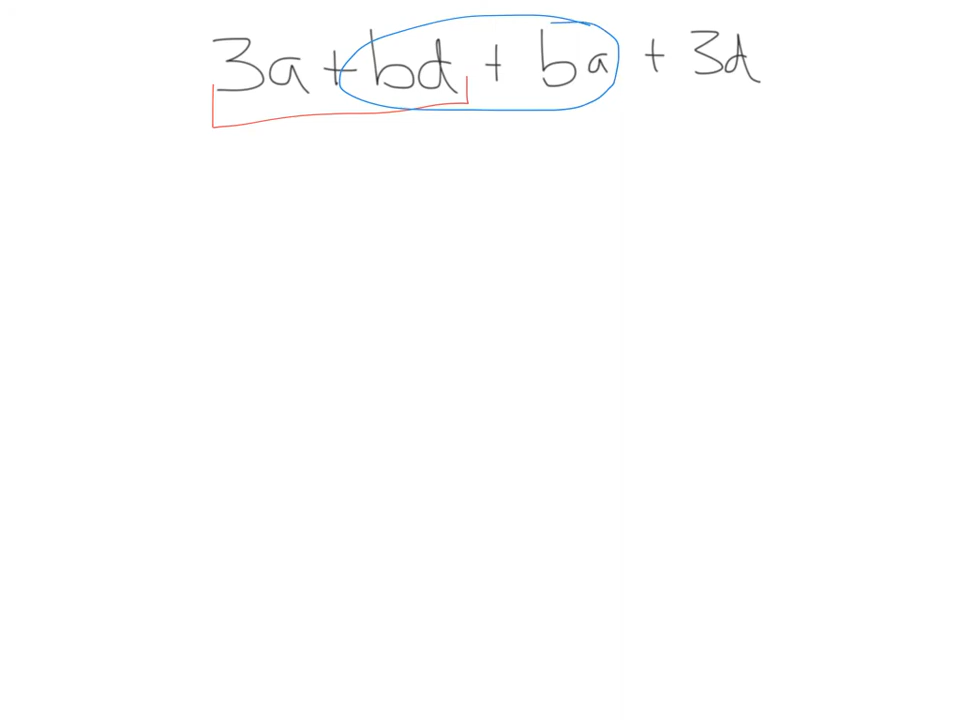 3a + bd + ba + 3d